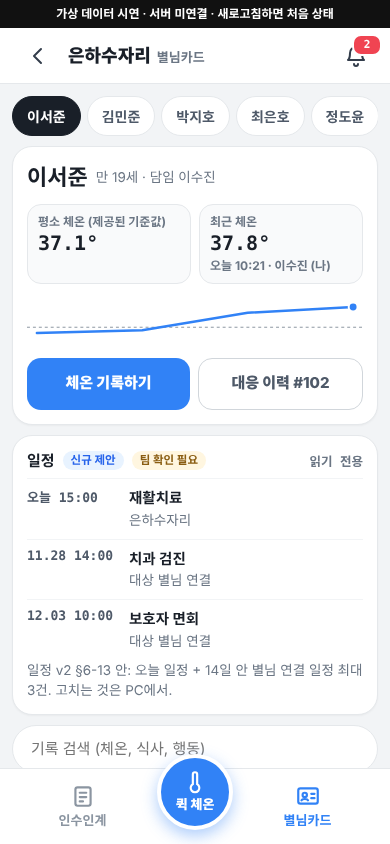 가상 데이터 시연 · 서버 미연결 · 새로고침하면 처음 상태
은하수자리 별님카드
2
이서준 김민준 박지호 최은호 정도윤
이서준 만 19세 · 담임 이수진
평소 체온 (제공된 기준값)
37.1°
최근 체온
37.8°
오늘 10:21 · 이수진 (나)
체온 기록하기
대응 이력 #102
일정 신규 제안 팀 확인 필요 읽기 전용
오늘 15:00 재활치료
은하수자리
11.28 14:00 치과 검진
대상 별님 연결
12.03 10:00 보호자 면회
대상 별님 연결
일정 v2 §6-13 안: 오늘 일정 + 14일 안 별님 연결 일정 최대
3건. 고치는 것은 PC에서.
기록 검색 (체온, 식사, 행동)
인수인계
퀵 체온
별님카드